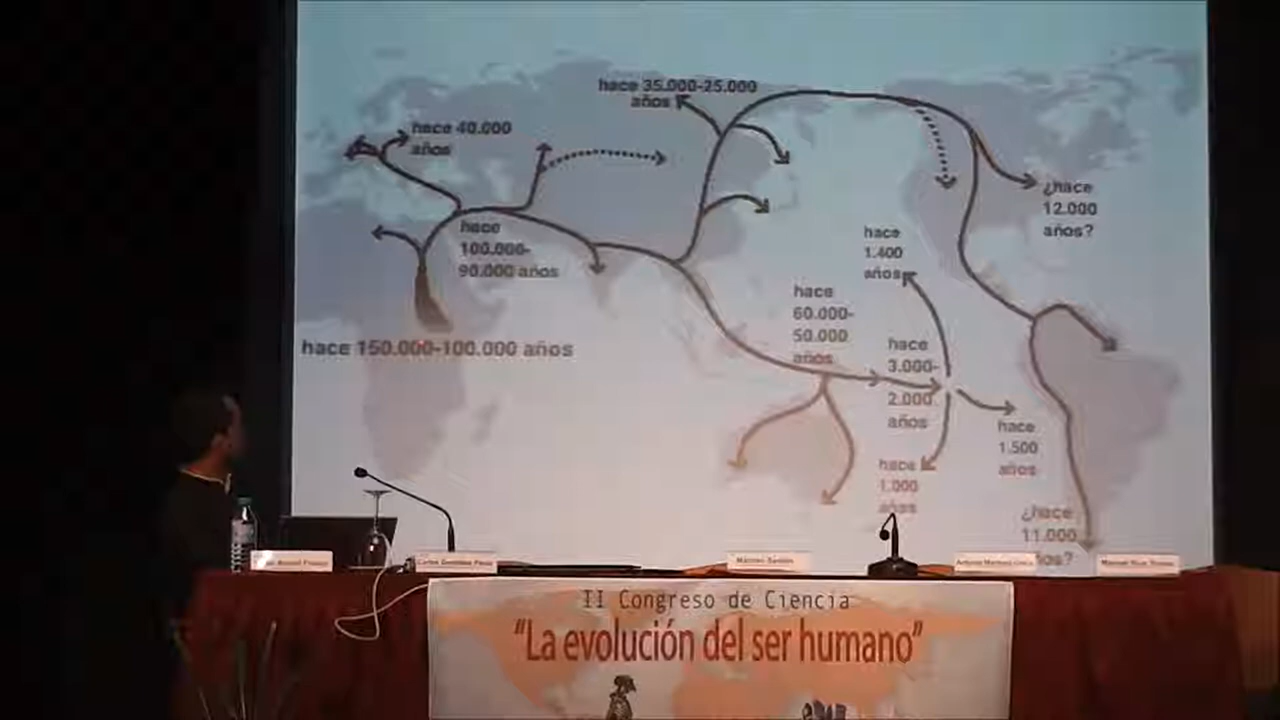 hace 35.000-25.000
años
hace 40.000
años
¿hace
12.000
años?
hace
100.000-
90.000 años
hace
1.400
años
hace
60.000-
50.000
años
hace 150.000-100.000 años
hace
3.000-
2.000
años
hace
1.500
años
hace
1.000
años
¿hace
11.000
años?
II Congreso de Ciencia
"La evolución del ser humano"